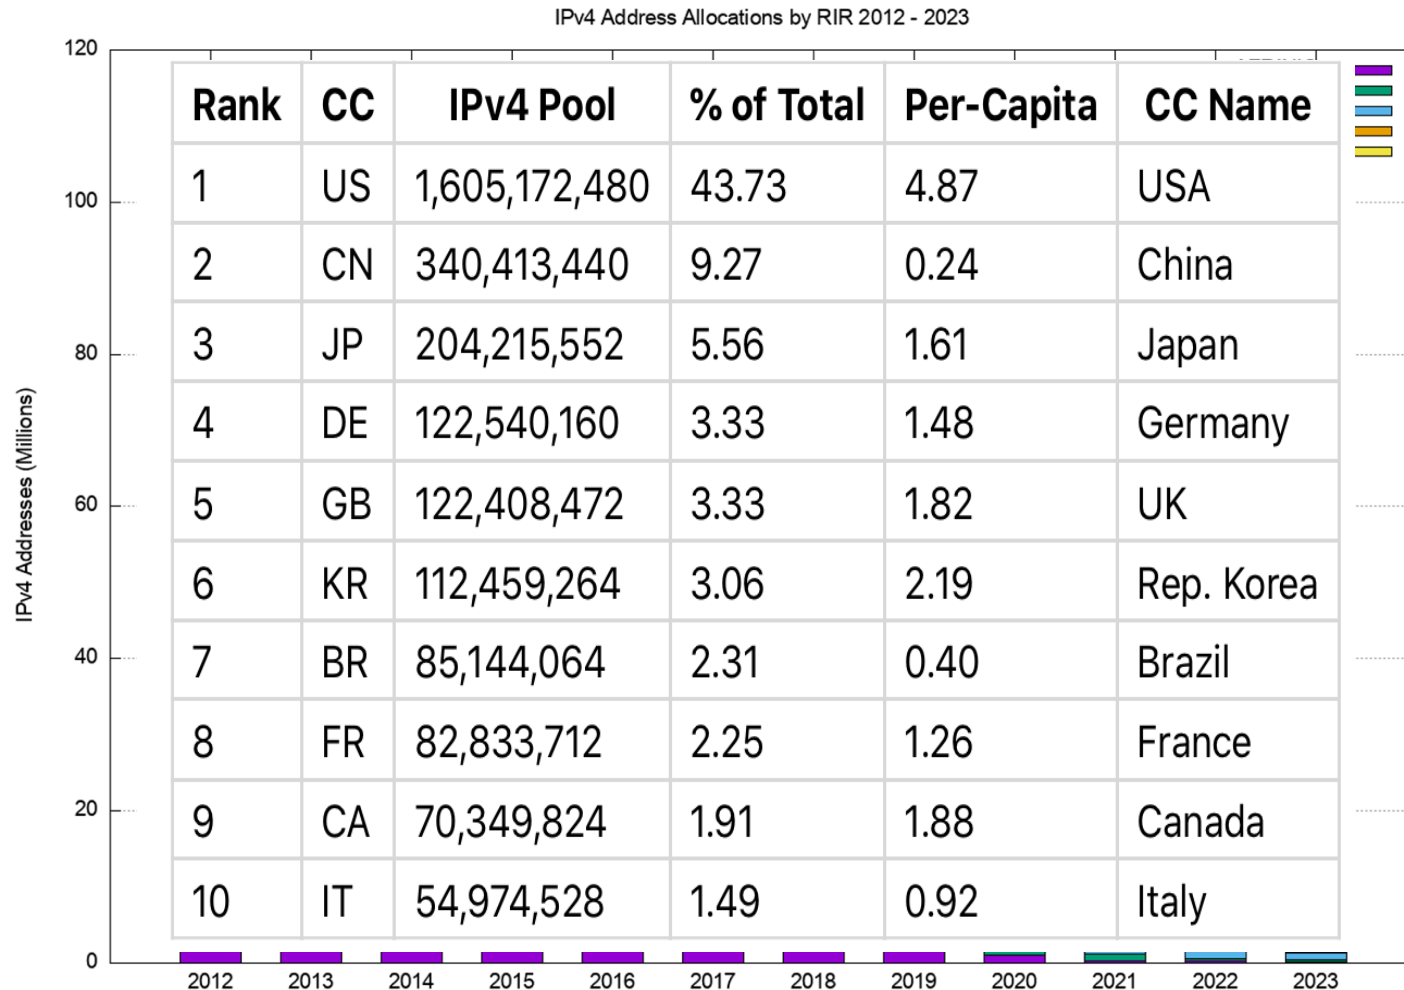 IPv4 Address Allocations by RIR 2012 - 2023
120
100
80
60
40
20
0
IPv4 Addresses (Millions)
Rank CC IPv4 Pool % of Total Per-Capita CC Name
1 US 1,605,172,480 43.73 4.87 USA
2 CN 340,413,440 9.27 0.24 China
3 JP 204,215,552 5.56 1.61 Japan
4 DE 122,540,160 3.33 1.48 Germany
5 GB 122,408,472 3.33 1.82 UK
6 KR 112,459,264 3.06 2.19 Rep. Korea
7 BR 85,144,064 2.31 0.40 Brazil
8 FR 82,833,712 2.25 1.26 France
9 CA 70,349,824 1.91 1.88 Canada
10 IT 54,974,528 1.49 0.92 Italy
2012 2013 2014 2015 2016 2017 2018 2019 2020 2021 2022 2023